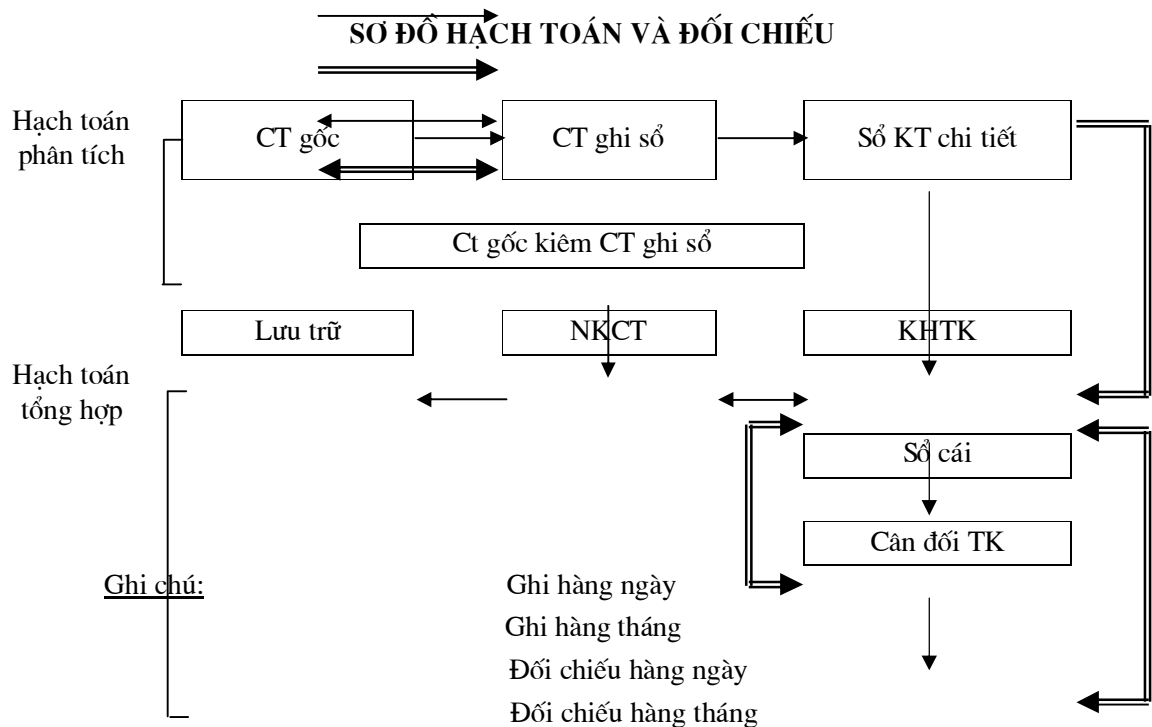 SƠ ĐỒ HẠCH TOÁN VÀ ĐỐI CHIẾU
Hạch toán
phân tích
CT gốc
CT ghi sổ
Sổ KT chi tiết
Ct gốc kiêm CT ghi sổ
Lưu trữ
NKCT
KHTK
Hạch toán
tổng hợp
Sổ cái
Cân đối TK
Ghi chú:
Ghi hàng ngày
Ghi hàng tháng
Đối chiếu hàng ngày
Đối chiếu hàng tháng